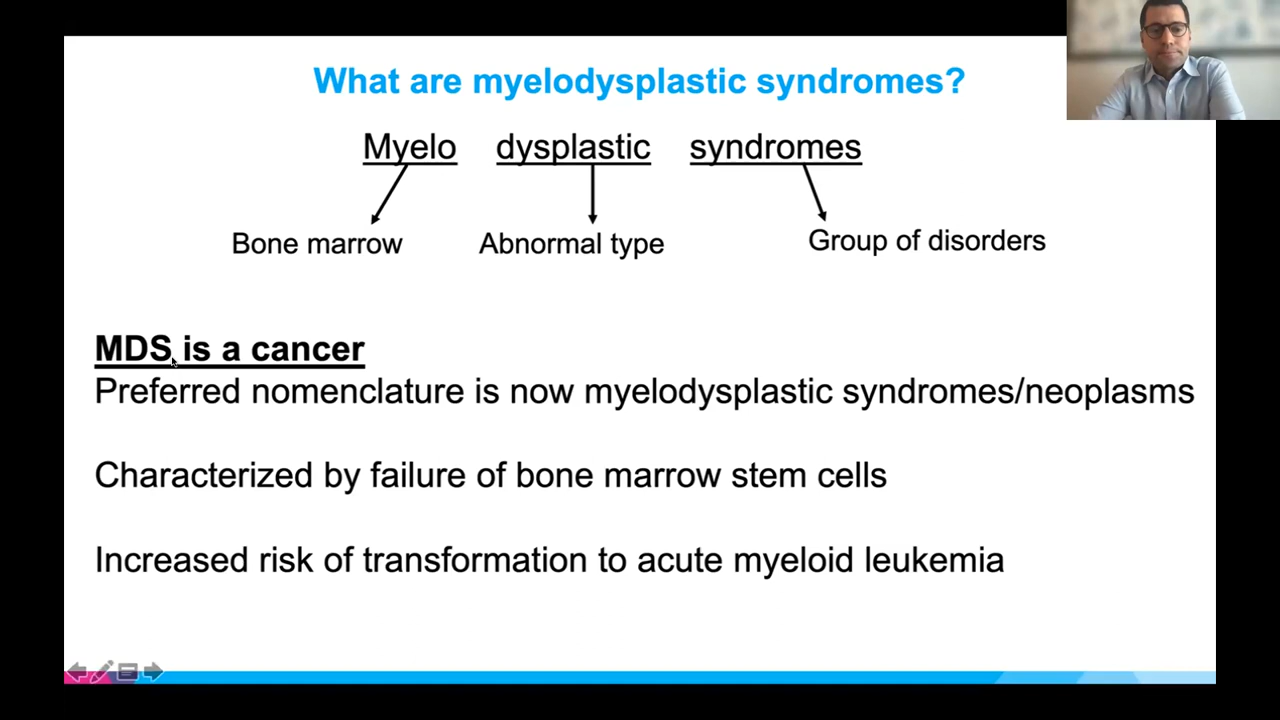 What are myelodysplastic syndromes?
Myelo dysplastic syndromes
Bone marrow Abnormal type Group of disorders
MDS is a cancer
Preferred nomenclature is now myelodysplastic syndromes/neoplasms
Characterized by failure of bone marrow stem cells
Increased risk of transformation to acute myeloid leukemia